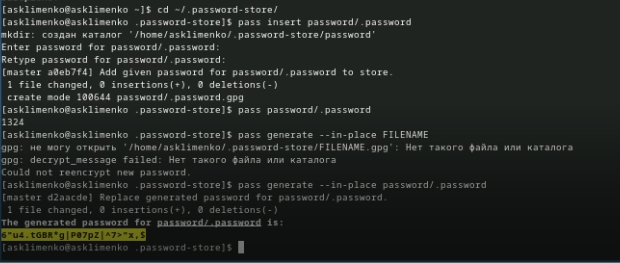 [asklimenko@asklimenko ~]$ cd ~/.password-store/
[asklimenko@asklimenko .password-store]$ pass insert password/.password
mkdir: создан каталог '/home/asklimenko/.password-store/password'
Enter password for password/.password:
Retype password for password/.password:
[master a0eb7f4] Add given password for password/.password to store.
1 file changed, 0 insertions(+), 0 deletions(-)
create mode 100644 password/.password.gpg
[asklimenko@asklimenko .password-store]$ pass password/.password
1324
[asklimenko@asklimenko .password-store]$ pass generate --in-place FILENAME
gpg: не могу открыть '/home/asklimenko/.password-store/FILENAME.gpg': Нет такого файла или каталога
gpg: decrypt_message failed: Нет такого файла или каталога
Could not reencrypt new password.
[asklimenko@asklimenko .password-store]$ pass generate --in-place password/.password
[master d2aacde] Replace generated password for password/.password.
1 file changed, 0 insertions(+), 0 deletions(-)
The generated password for password/.password is:
[asklimenko@asklimenko .password-store]$